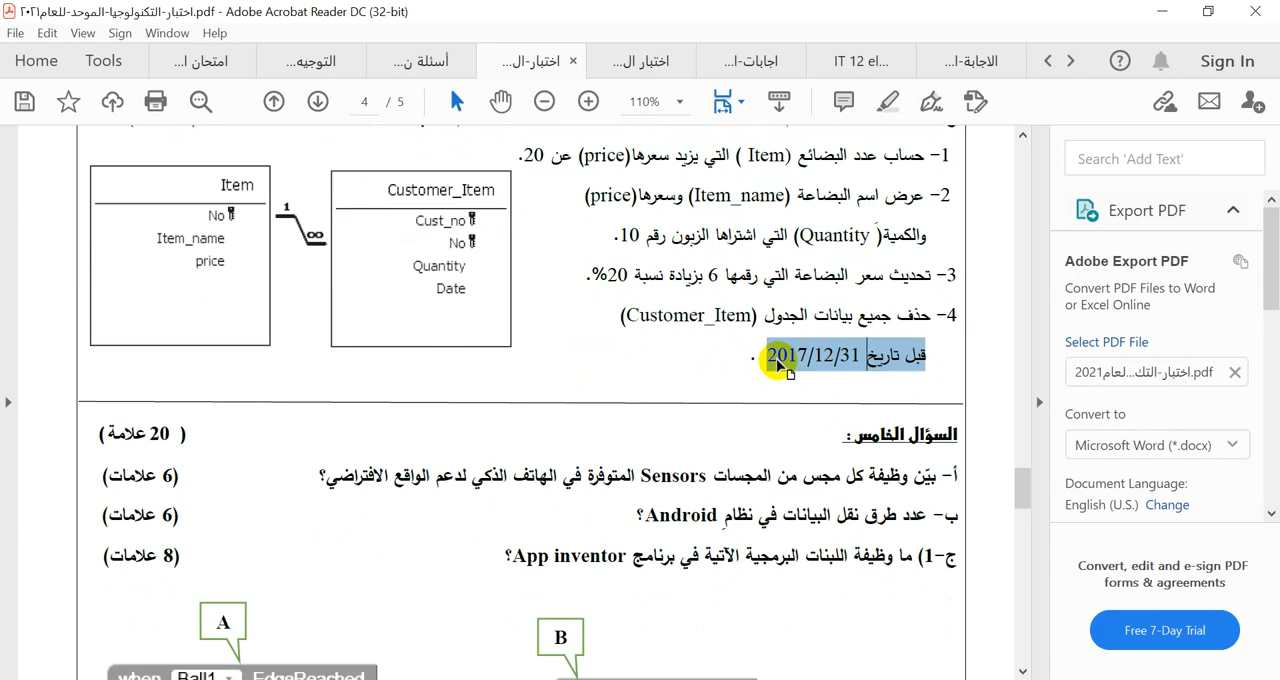 اختبار-التكنولوجيا-الموحد-للعام٢٠٢١.pdf - Adobe Acrobat Reader DC (32-bit)
File Edit View Sign Window Help
Home Tools امتحان ا... التوجيه... أسئلة ن... اختبار-ال... × اختبار ال... اجابات-ا... IT 12 el... الاجابة-ا... Sign In
4 / 5 110%
1- حساب عدد البضائع (Item ) التي يزيد سعرها(price) عن 20.
2- عرض اسم البضاعة (Item_name) وسعرها(price)
والكمية( Quantity) التي اشتراها الزبون رقم 10.
3- تحديث سعر البضاعة التي رقمها 6 بزيادة نسبة 20%.
4- حذف جميع بيانات الجدول (Customer_Item)
قبل تاريخ 2017/12/31 .
Item
No
Item_name
price
1
∞
Customer_Item
Cust_no
No
Quantity
Date
السؤال الخامس: ( 20 علامة )
أ- بيّن وظيفة كل مجس من المجسات Sensors المتوفرة في الهاتف الذكي لدعم الواقع الافتراضي؟ (6 علامات)
ب- عدد طرق نقل البيانات في نظام Android؟ (6 علامات)
ج-1) ما وظيفة اللبنات البرمجية الآتية في برنامج App inventor؟ (8 علامات)
A
B
when Ball1 .EdgeReached
Search 'Add Text'
Export PDF
Adobe Export PDF
Convert PDF Files to Word
or Excel Online
Select PDF File
اختبار-التك...لعام2021.pdf ×
Convert to
Microsoft Word (*.docx)
Document Language:
English (U.S.) Change
Convert, edit and e-sign PDF
forms & agreements
Free 7-Day Trial